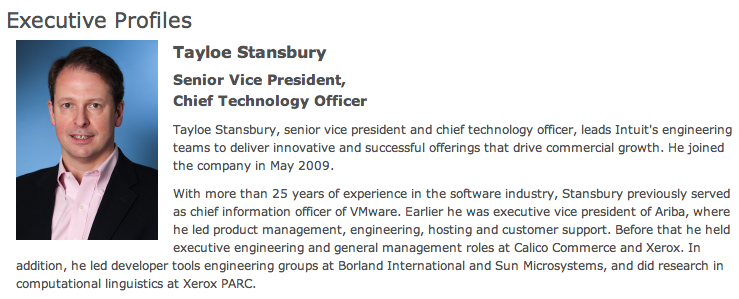 Executive Profiles
Tayloe Stansbury
Senior Vice President,
Chief Technology Officer
Tayloe Stansbury, senior vice president and chief technology officer, leads Intuit's engineering
teams to deliver innovative and successful offerings that drive commercial growth. He joined
the company in May 2009.
With more than 25 years of experience in the software industry, Stansbury previously served
as chief information officer of VMware. Earlier he was executive vice president of Ariba, where
he led product management, engineering, hosting and customer support. Before that he held
executive engineering and general management roles at Calico Commerce and Xerox. In
addition, he led developer tools engineering groups at Borland International and Sun Microsystems, and did research in
computational linguistics at Xerox PARC.